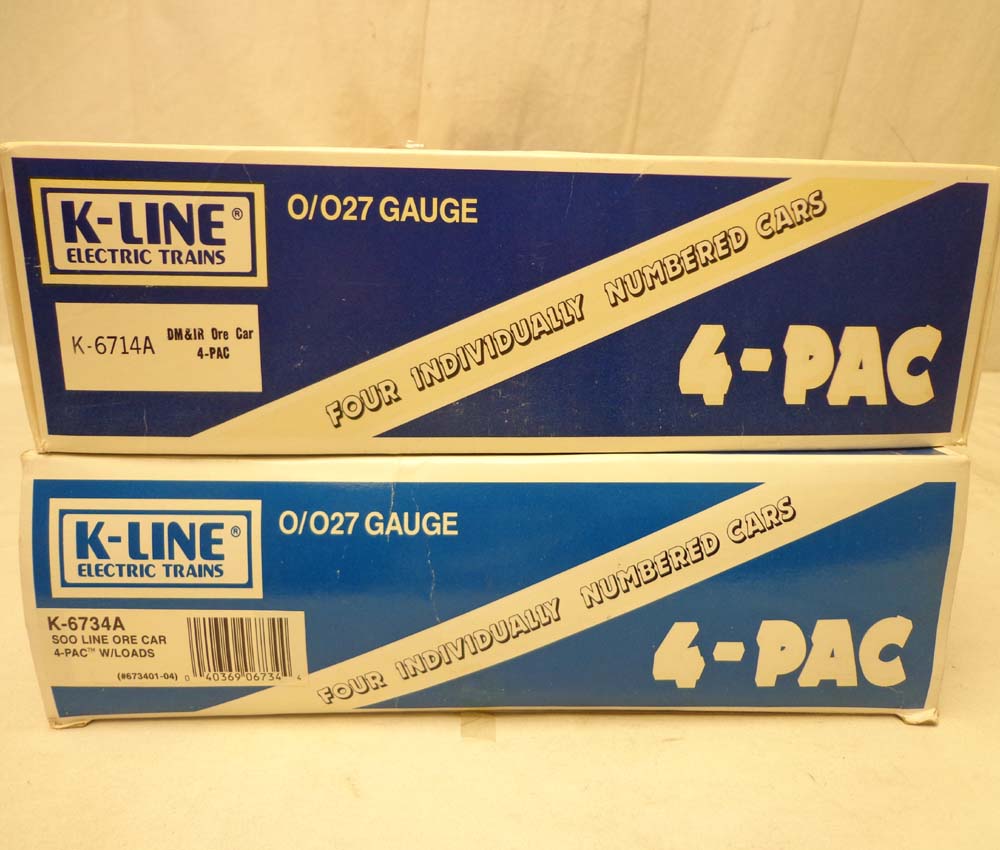 K-LINE®
ELECTRIC TRAINS
O/O27 GAUGE
K-6714A
DM&IR Ore Car
4-PAC
FOUR INDIVIDUALLY NUMBERED CARS
4-PAC
K-LINE®
ELECTRIC TRAINS
O/O27 GAUGE
K-6734A
SOO LINE ORE CAR
4-PAC™ W/LOADS
(#673401-04)
0 40369 06734 4
FOUR INDIVIDUALLY NUMBERED CARS
4-PAC